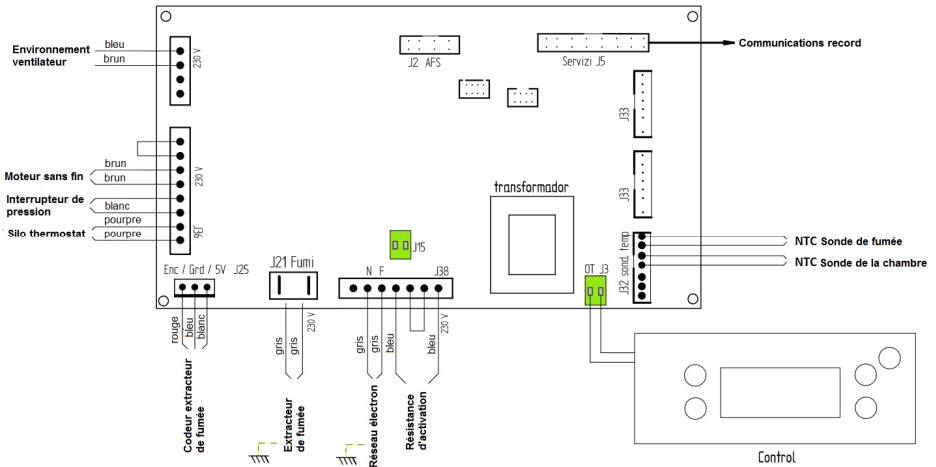 Environnement
ventilateur
bleu
brun
230 V
J2 AFS
Servizi J5
Communications record
J33
J33
Moteur sans fin
brun
brun
230 V
Interrupteur de
pression
blanc
Silo thermostat
pourpre
pourpre
J36
transformador
J15
J32 sond. temp
NTC Sonde de fumée
NTC Sonde de la chambre
Enc / Grd / 5V J25
J21 Fumi
N F
J38
OT J3
rouge
bleu
blanc
gris
gris
230 V
gris
gris
bleu
bleu
230 V
Codeur extracteur
de fumée
Extracteur
de fumée
Réseau électron
Résistance
d'activation
Control